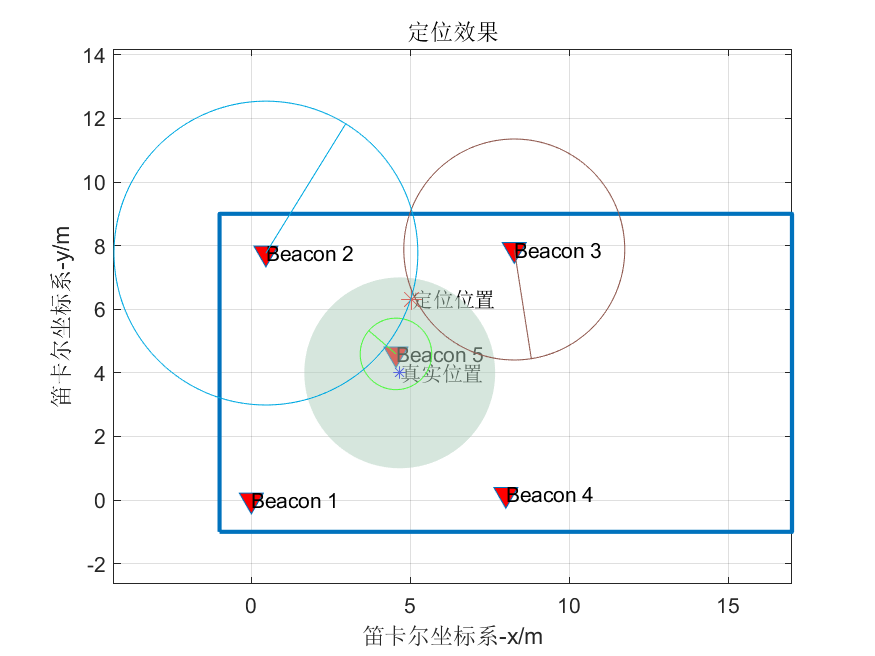 定位效果
笛卡尔坐标系-y/m
14
12
10
8
6
4
2
0
-2
Beacon 2
Beacon 3
定位位置
Beacon 5
真实位置
Beacon 1
Beacon 4
0
5
10
15
笛卡尔坐标系-x/m